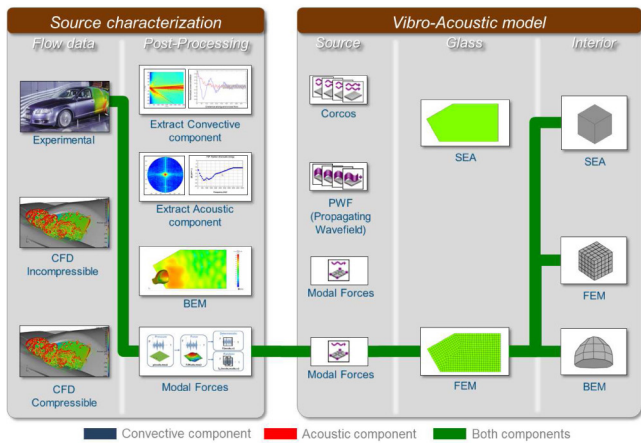 Source characterization
Vibro-Acoustic model
Flow data
Post-Processing
Source
Glass
Interior
Experimental
CFD
Incompressible
CFD
Compressible
Extract Convective
component
Extract Acoustic
component
BEM
Modal Forces
Corcos
PWF
(Propagating
Wavefield)
Modal Forces
Modal Forces
SEA
FEM
SEA
FEM
BEM
Convective component
Acoustic component
Both components